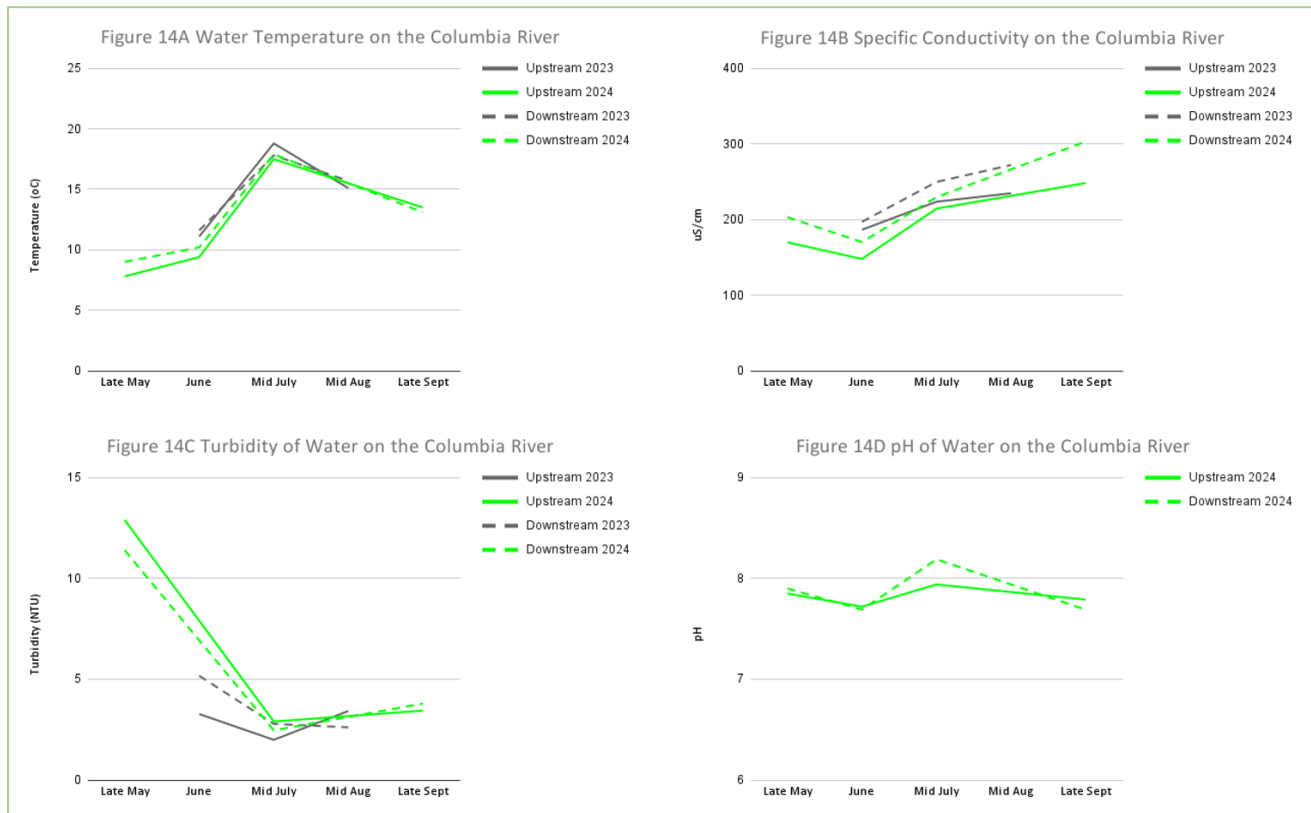 Figure 14A Water Temperature on the Columbia River
25
20
15
10
5
0
Temperature (oC)
Late May June Mid July Mid Aug Late Sept
Upstream 2023
Upstream 2024
Downstream 2023
Downstream 2024
Figure 14B Specific Conductivity on the Columbia River
400
300
200
100
0
uS/cm
Late May June Mid July Mid Aug Late Sept
Upstream 2023
Upstream 2024
Downstream 2023
Downstream 2024
Figure 14C Turbidity of Water on the Columbia River
15
10
5
0
Turbidity (NTU)
Late May June Mid July Mid Aug Late Sept
Upstream 2023
Upstream 2024
Downstream 2023
Downstream 2024
Figure 14D pH of Water on the Columbia River
9
8
7
6
pH
Late May June Mid July Mid Aug Late Sept
Upstream 2024
Downstream 2024